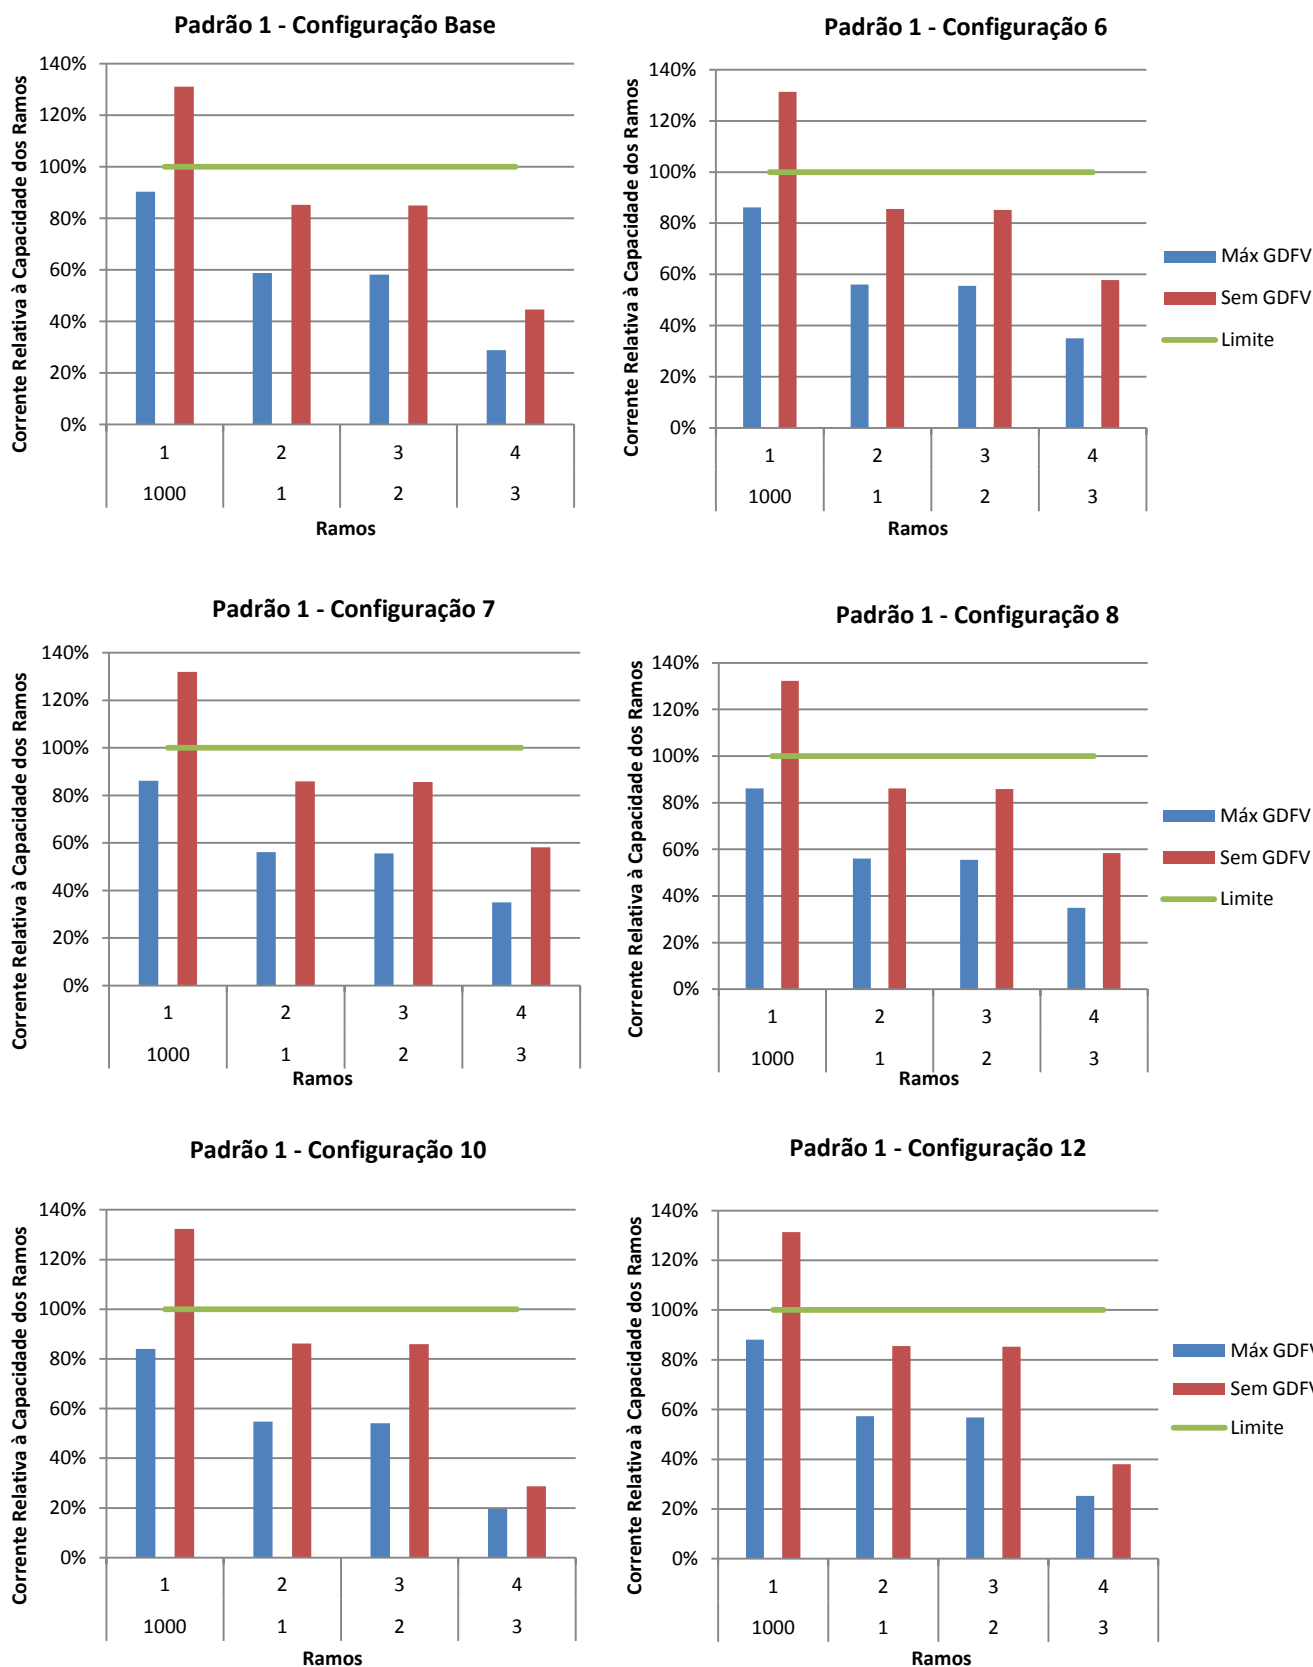 Padrão 1 - Configuração Base
Corrente Relativa à Capacidade dos Ramos
140%
120%
100%
80%
60%
40%
20%
0%
1 2 3 4
1000 1 2 3
Ramos
Padrão 1 - Configuração 6
Corrente Relativa à Capacidade dos Ramos
140%
120%
100%
80%
60%
40%
20%
0%
1 2 3 4
1000 1 2 3
Ramos
Máx GDFV
Sem GDFV
Limite
Padrão 1 - Configuração 7
Corrente Relativa à Capacidade dos Ramos
140%
120%
100%
80%
60%
40%
20%
0%
1 2 3 4
1000 1 2 3
Ramos
Padrão 1 - Configuração 8
Corrente Relativa à Capacidade dos Ramos
140%
120%
100%
80%
60%
40%
20%
0%
1 2 3 4
1000 1 2 3
Ramos
Máx GDFV
Sem GDFV
Limite
Padrão 1 - Configuração 10
Corrente Relativa à Capacidade dos Ramos
140%
120%
100%
80%
60%
40%
20%
0%
1 2 3 4
1000 1 2 3
Ramos
Padrão 1 - Configuração 12
Corrente Relativa à Capacidade dos Ramos
140%
120%
100%
80%
60%
40%
20%
0%
1 2 3 4
1000 1 2 3
Ramos
Máx GDFV
Sem GDFV
Limite